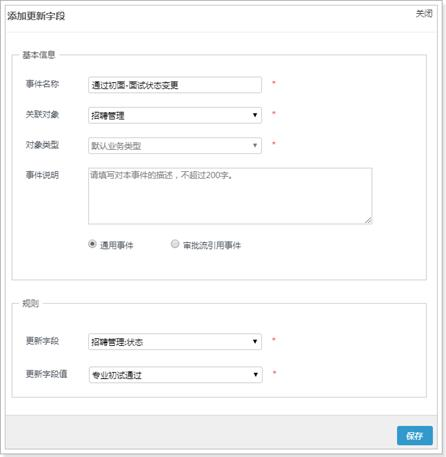 添加更新字段 关闭
基本信息
事件名称 通过初面-面试状态变更 *
关联对象 招聘管理 *
对象类型 默认业务类型 *
事件说明 请填写对本事件的描述，不超过200字。
通用事件 审批流引用事件
规则
更新字段 招聘管理:状态 *
更新字段值 专业初试通过 *
保存